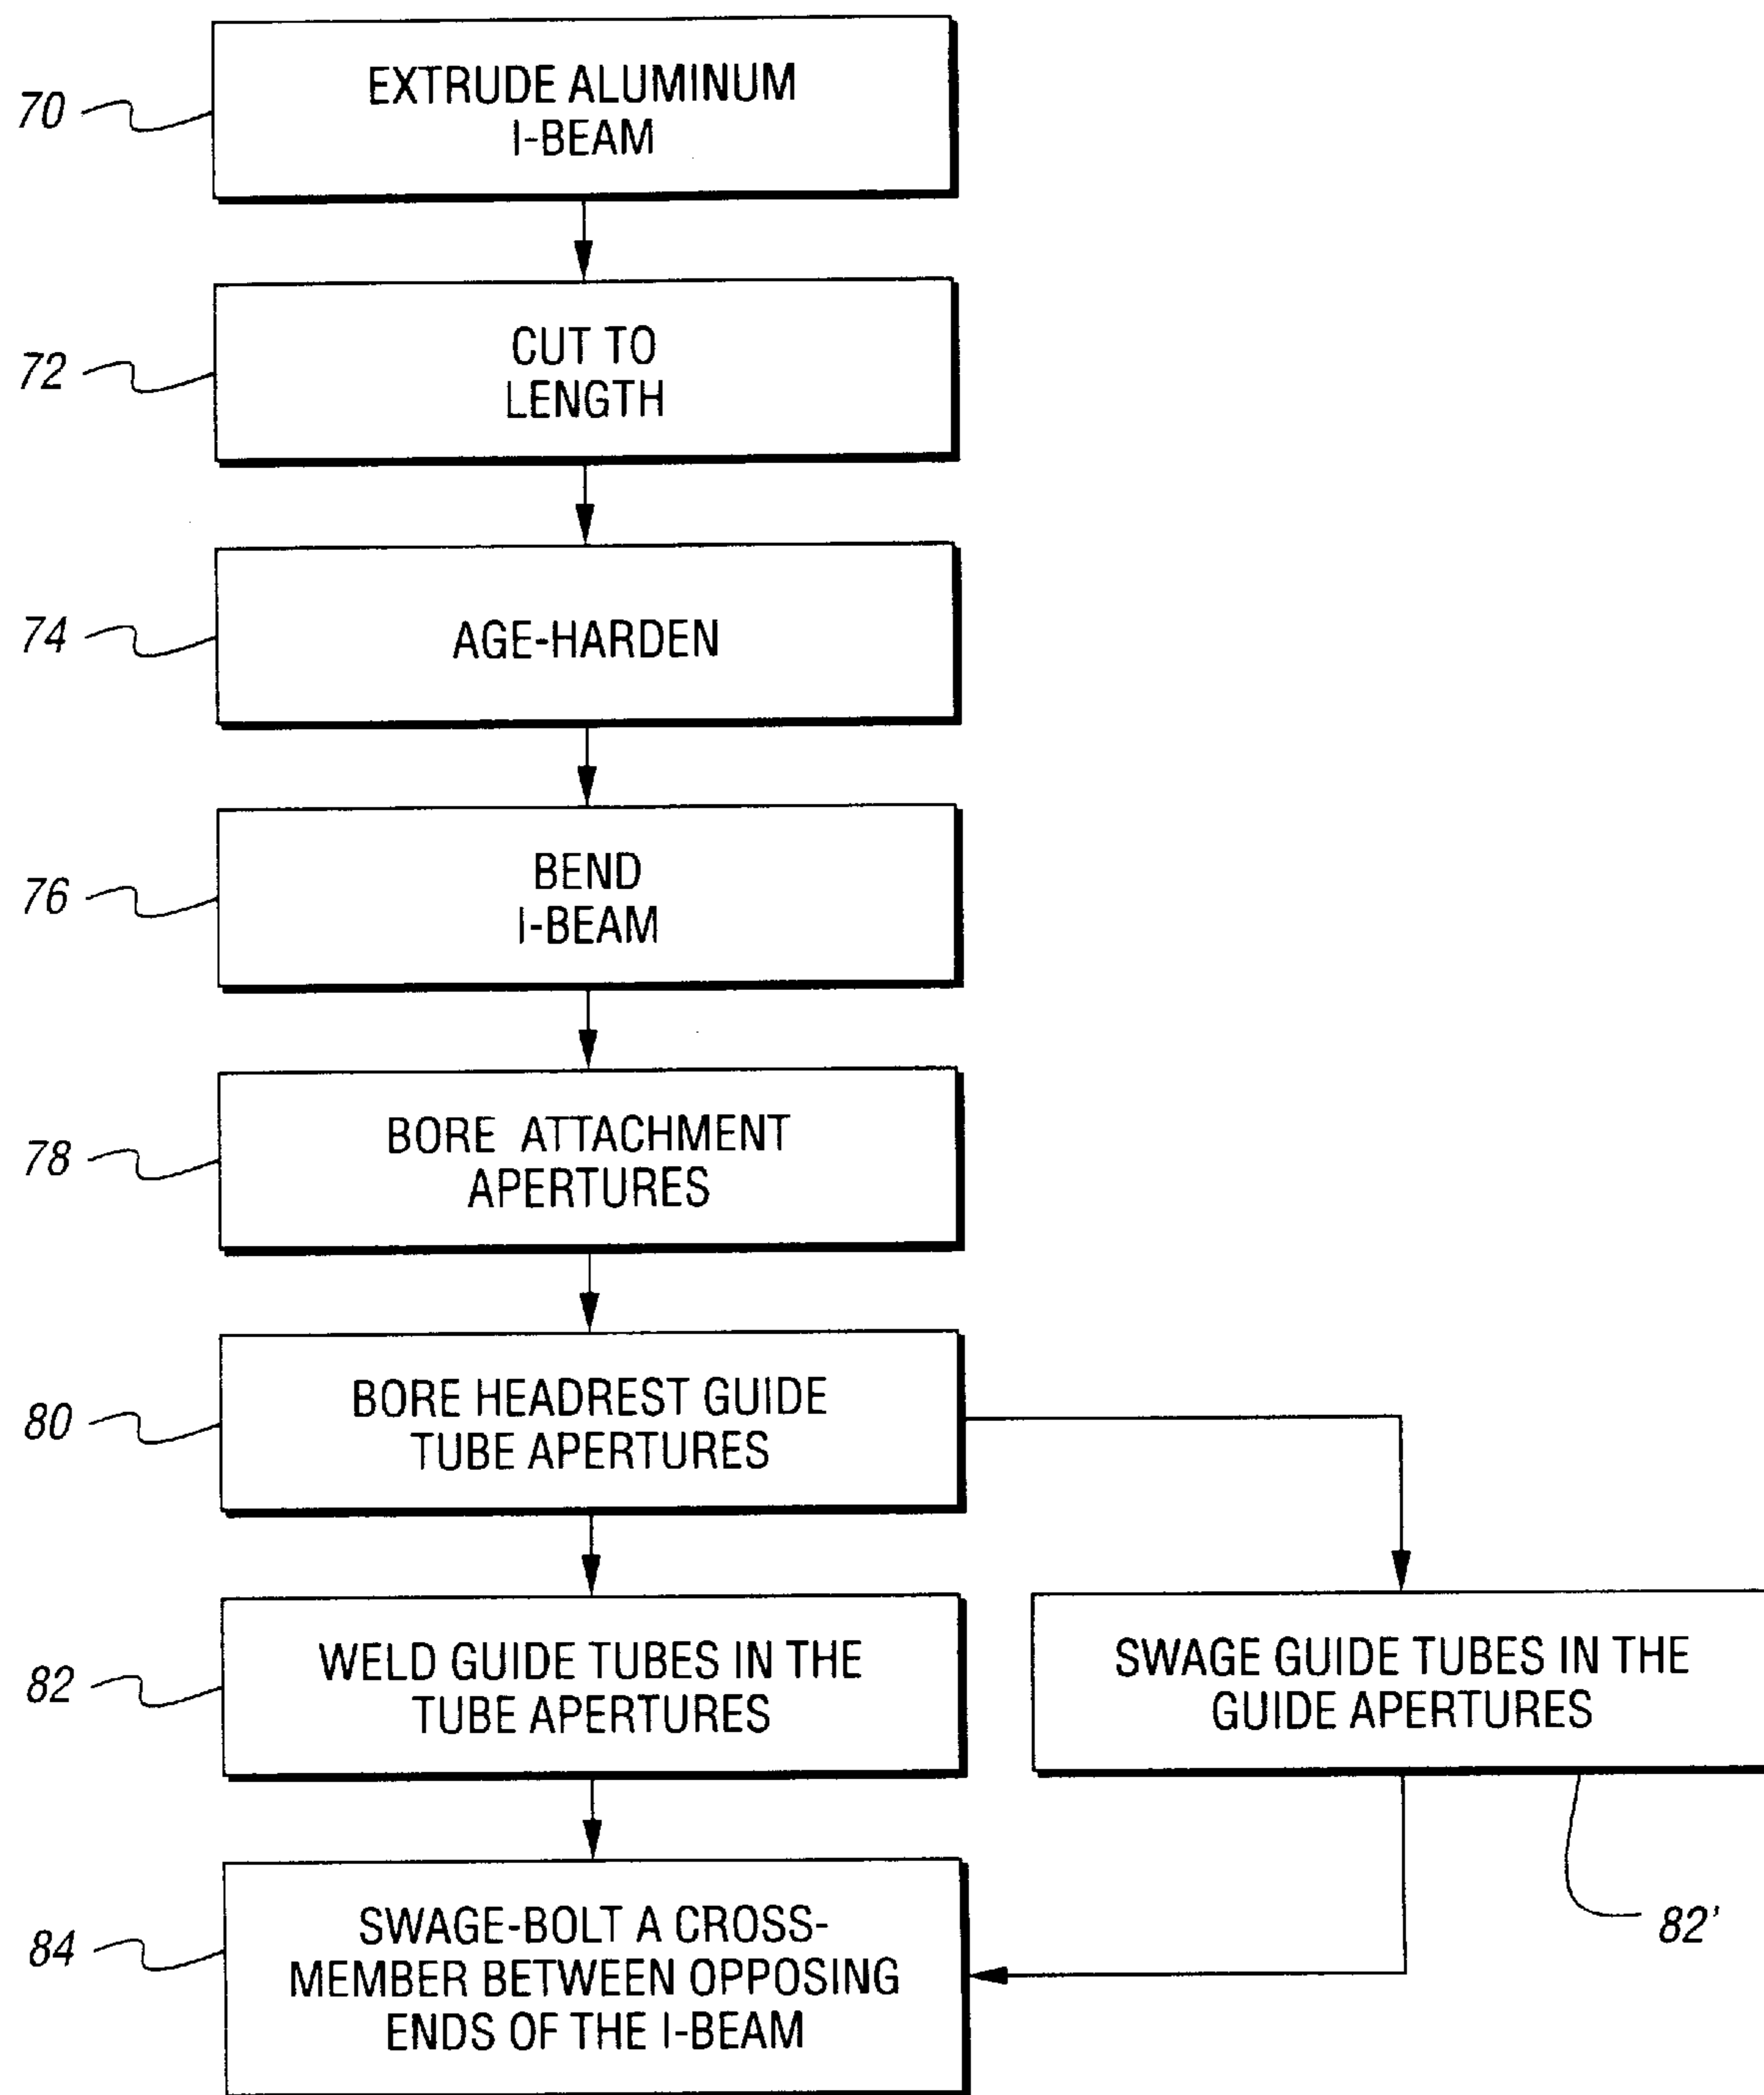 70
EXTRUDE ALUMINUM
I-BEAM
72
CUT TO
LENGTH
74
AGE-HARDEN
76
BEND
I-BEAM
78
BORE ATTACHMENT
APERTURES
80
BORE HEADREST GUIDE
TUBE APERTURES
82
WELD GUIDE TUBES IN THE
TUBE APERTURES
SWAGE GUIDE TUBES IN THE
GUIDE APERTURES
82'
84
SWAGE-BOLT A CROSS-
MEMBER BETWEEN OPPOSING
ENDS OF THE I-BEAM